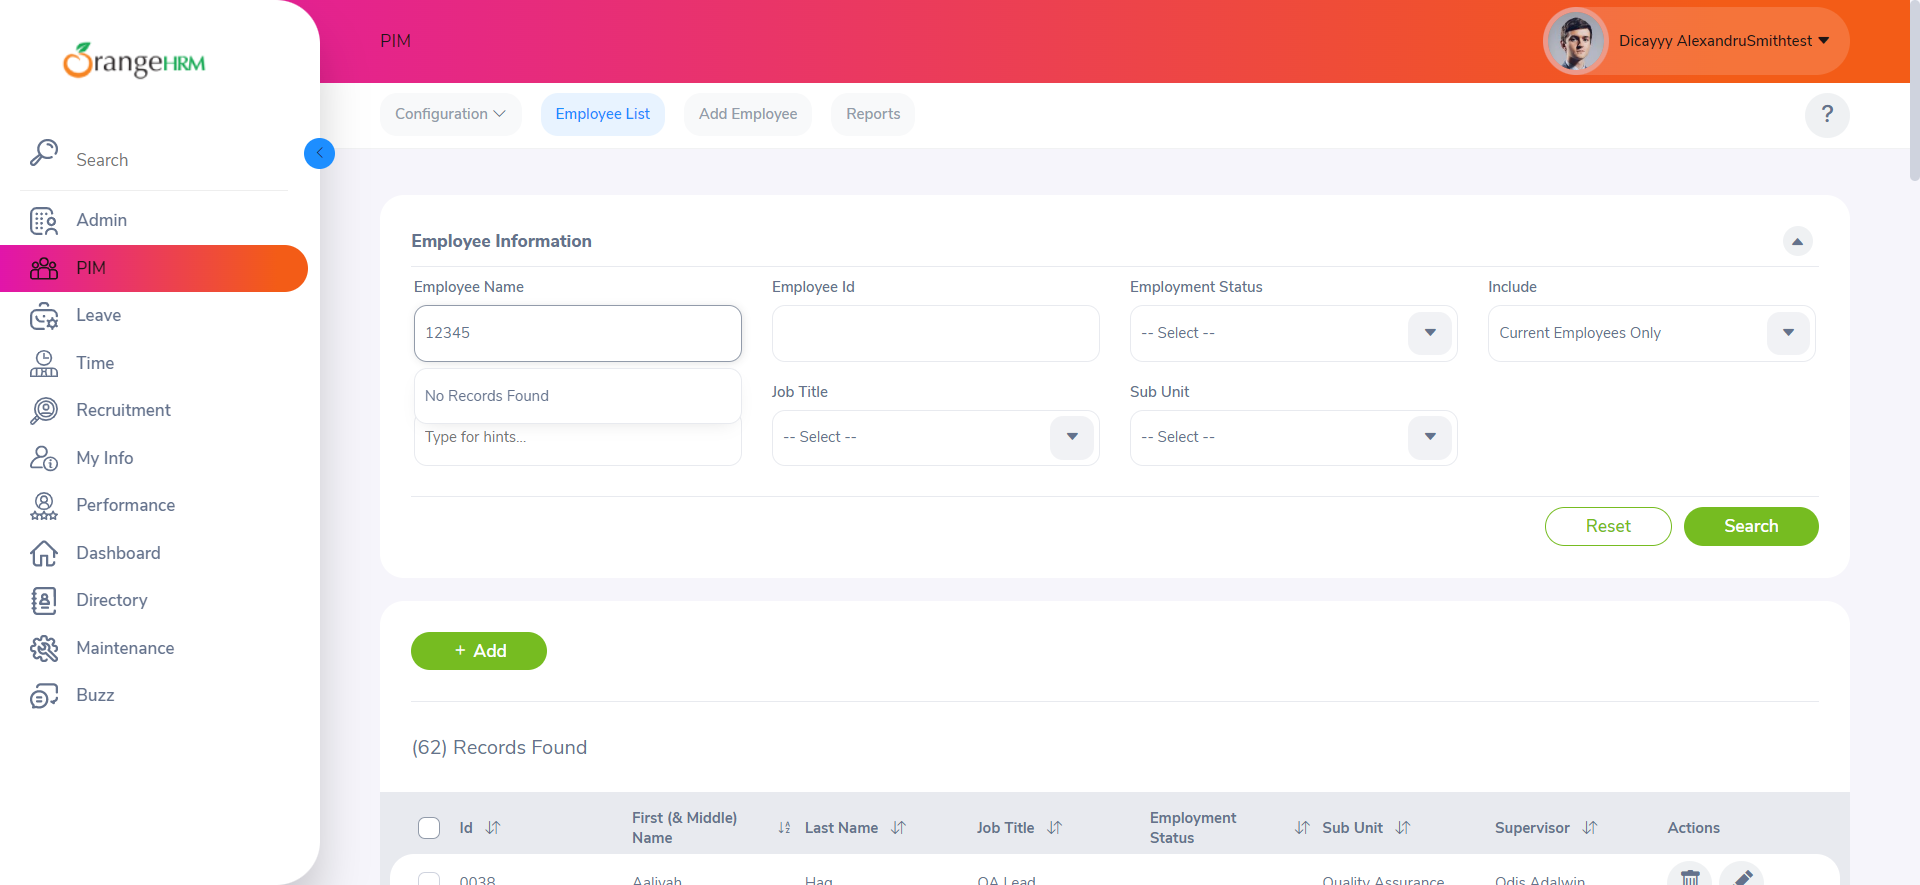 OrangeHRM
PIM
Dicayyy AlexandruSmithtest
Configuration
Employee List
Add Employee
Reports
?
Search
Admin
PIM
Leave
Time
Recruitment
My Info
Performance
Dashboard
Directory
Maintenance
Buzz
Employee Information
Employee Name
Employee Id
Employment Status
Include
12345
-- Select --
Current Employees Only
No Records Found
Job Title
Sub Unit
Type for hints...
-- Select --
-- Select --
Reset
Search
+ Add
(62) Records Found
Id
First (& Middle)
Name
Last Name
Job Title
Employment
Status
Sub Unit
Supervisor
Actions
0038
Aaliyah
Haq
QA Lead
Quality Assurance
Odis Adalwin